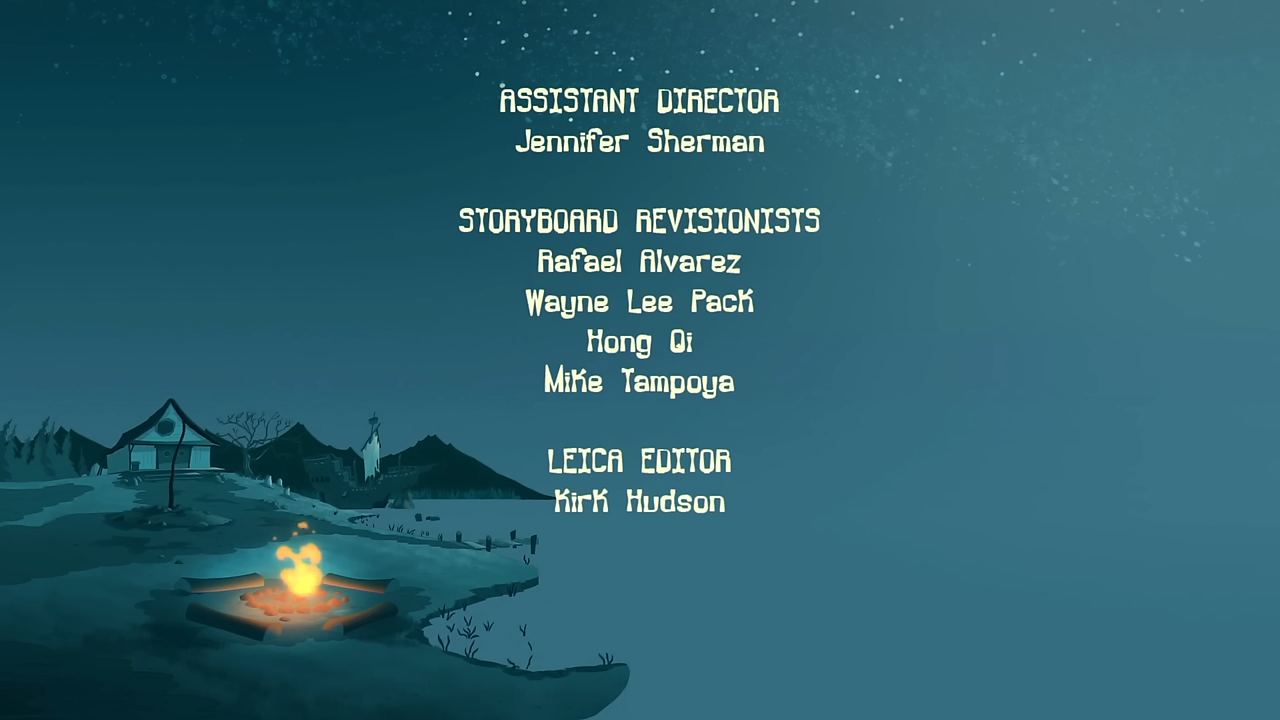 ASSISTANT DIRECTOR
Jennifer Sherman
STORYBOARD REVISIONISTS
Rafael Alvarez
Wayne Lee Pack
Hong Qi
Mike Tampoya
LEICA EDITOR
Kirk Hudson